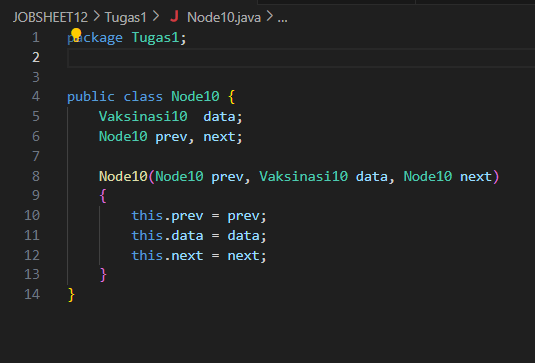 JOBSHEET12 > Tugas1 > J Node10.java > ...
1 package Tugas1;
2
3
4 public class Node10 {
5     Vaksinasi10  data;
6     Node10 prev, next;
7
8     Node10(Node10 prev, Vaksinasi10 data, Node10 next)
9     {
10         this.prev = prev;
11         this.data = data;
12         this.next = next;
13     }
14 }